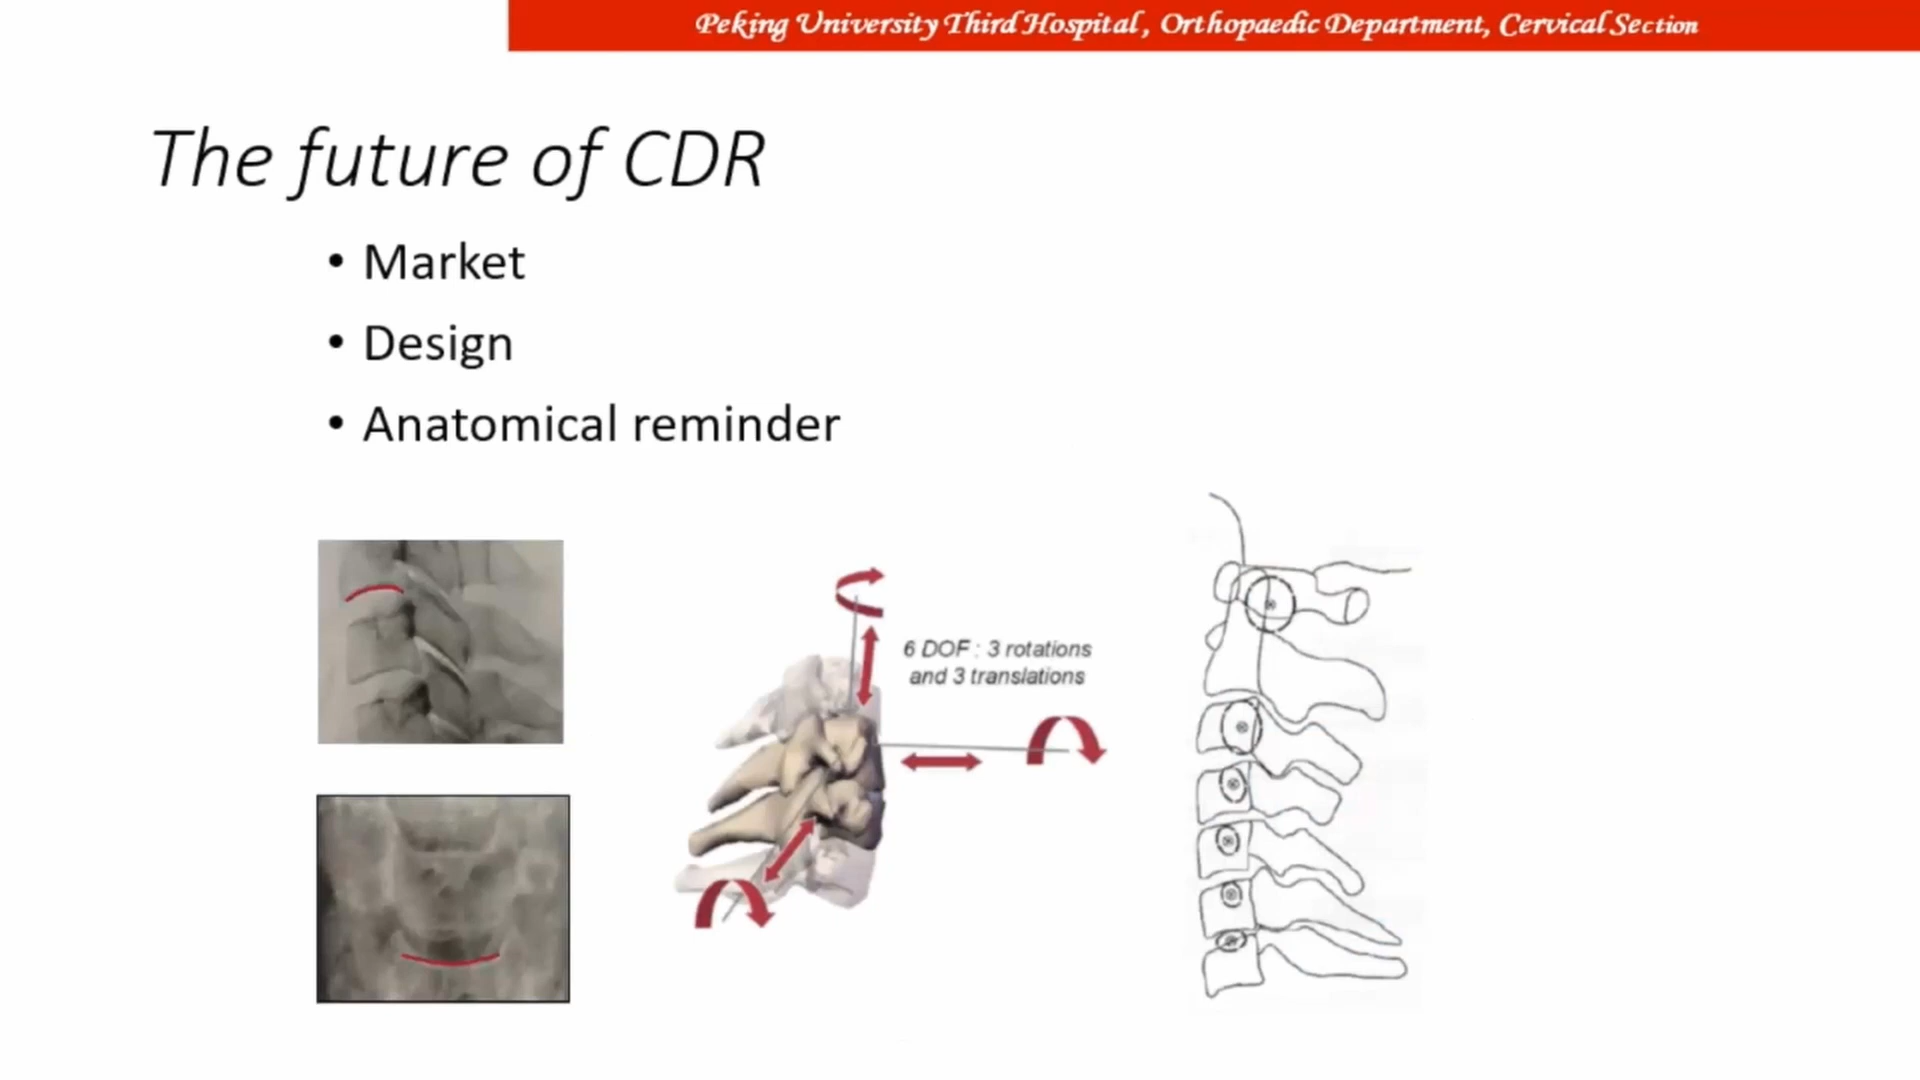 Peking University Third Hospital, Orthopaedic Department, Cervical Section
The future of CDR
• Market
• Design
• Anatomical reminder
6 DOF : 3 rotations
and 3 translations